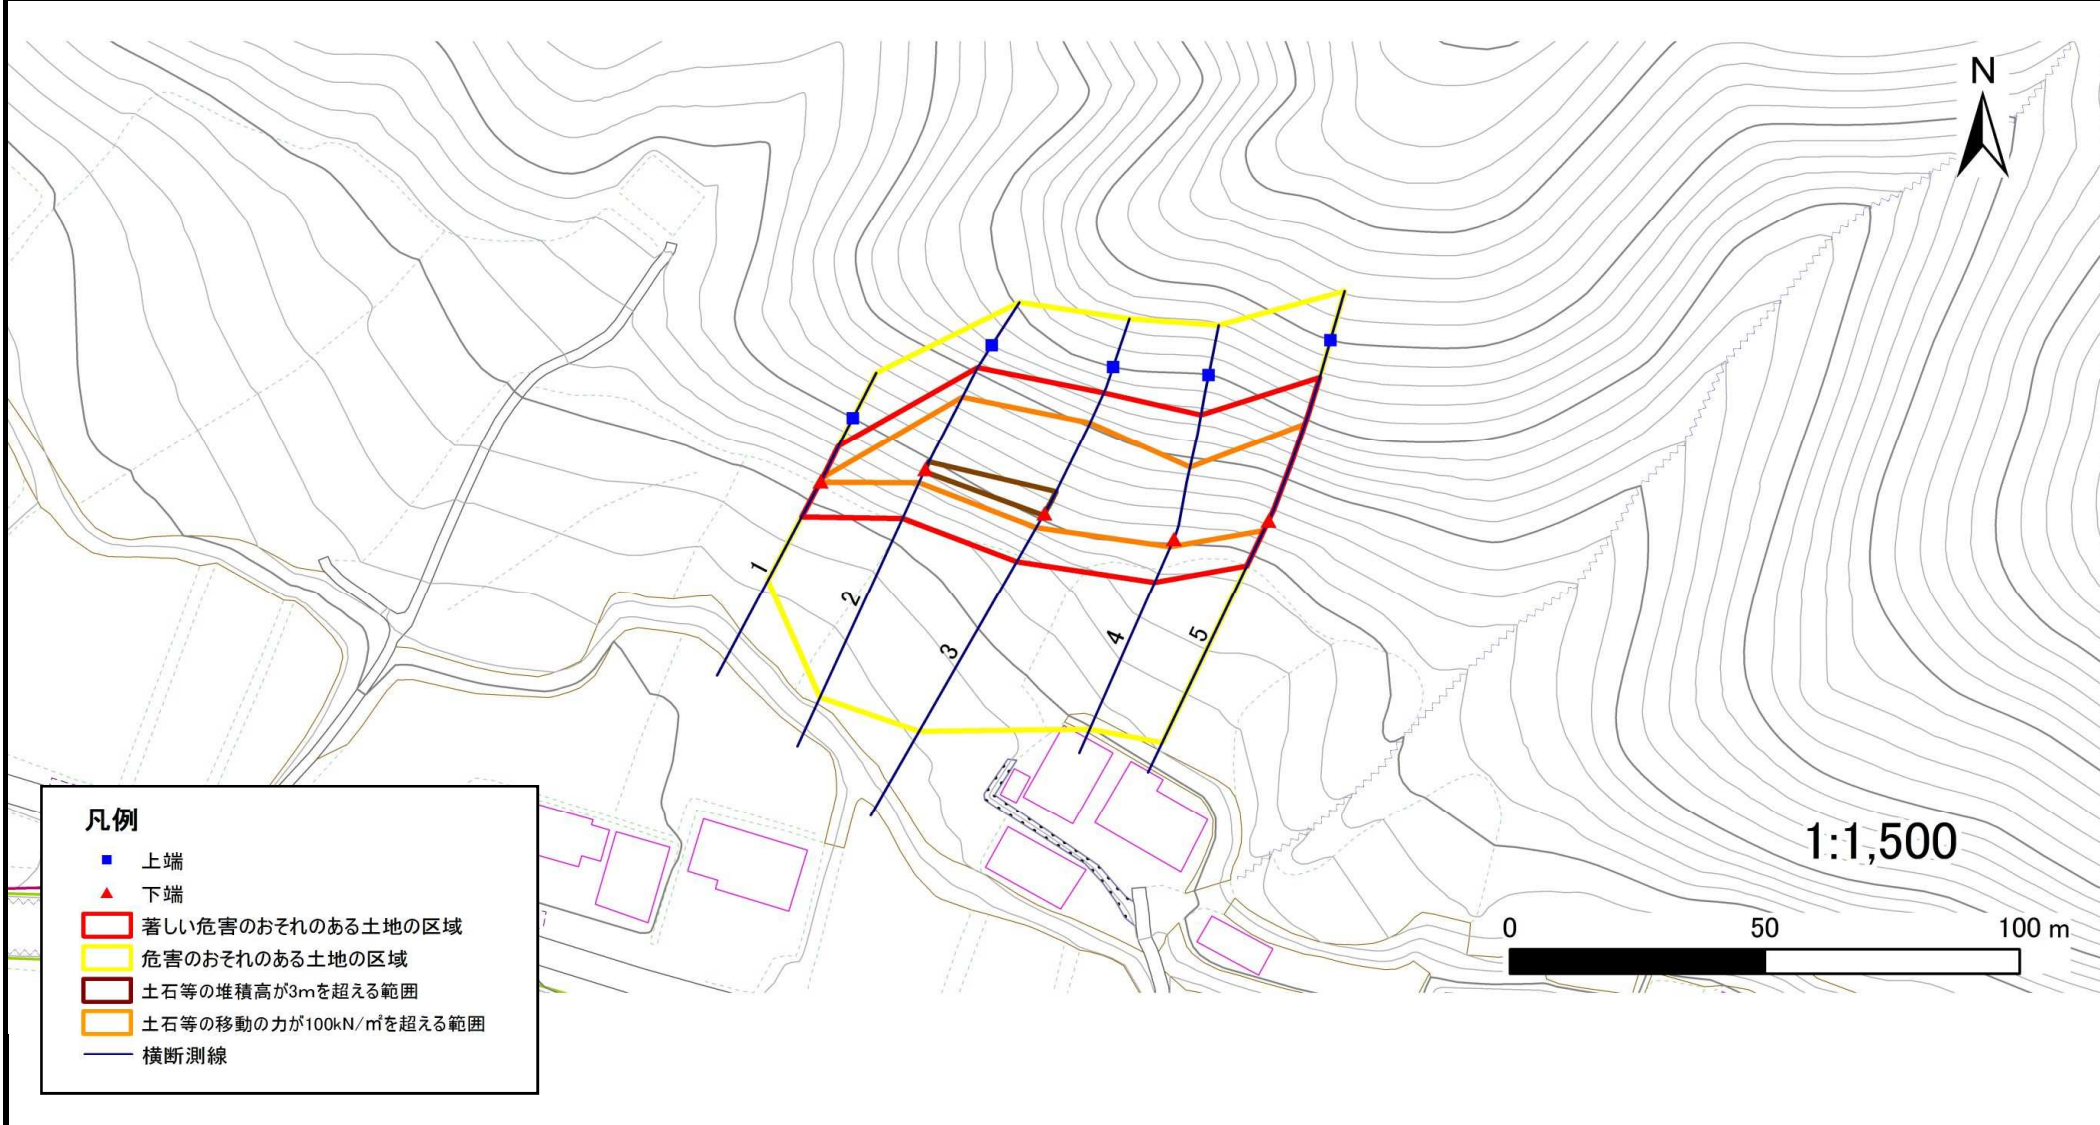 N
1
2
3
4
5
1:1,500
0 50 100 m
凡例
上端
下端
著しい危害のおそれのある土地の区域
危害のおそれのある土地の区域
土石等の堆積高が3mを超える範囲
土石等の移動の力が100kN/㎡を超える範囲
横断測線